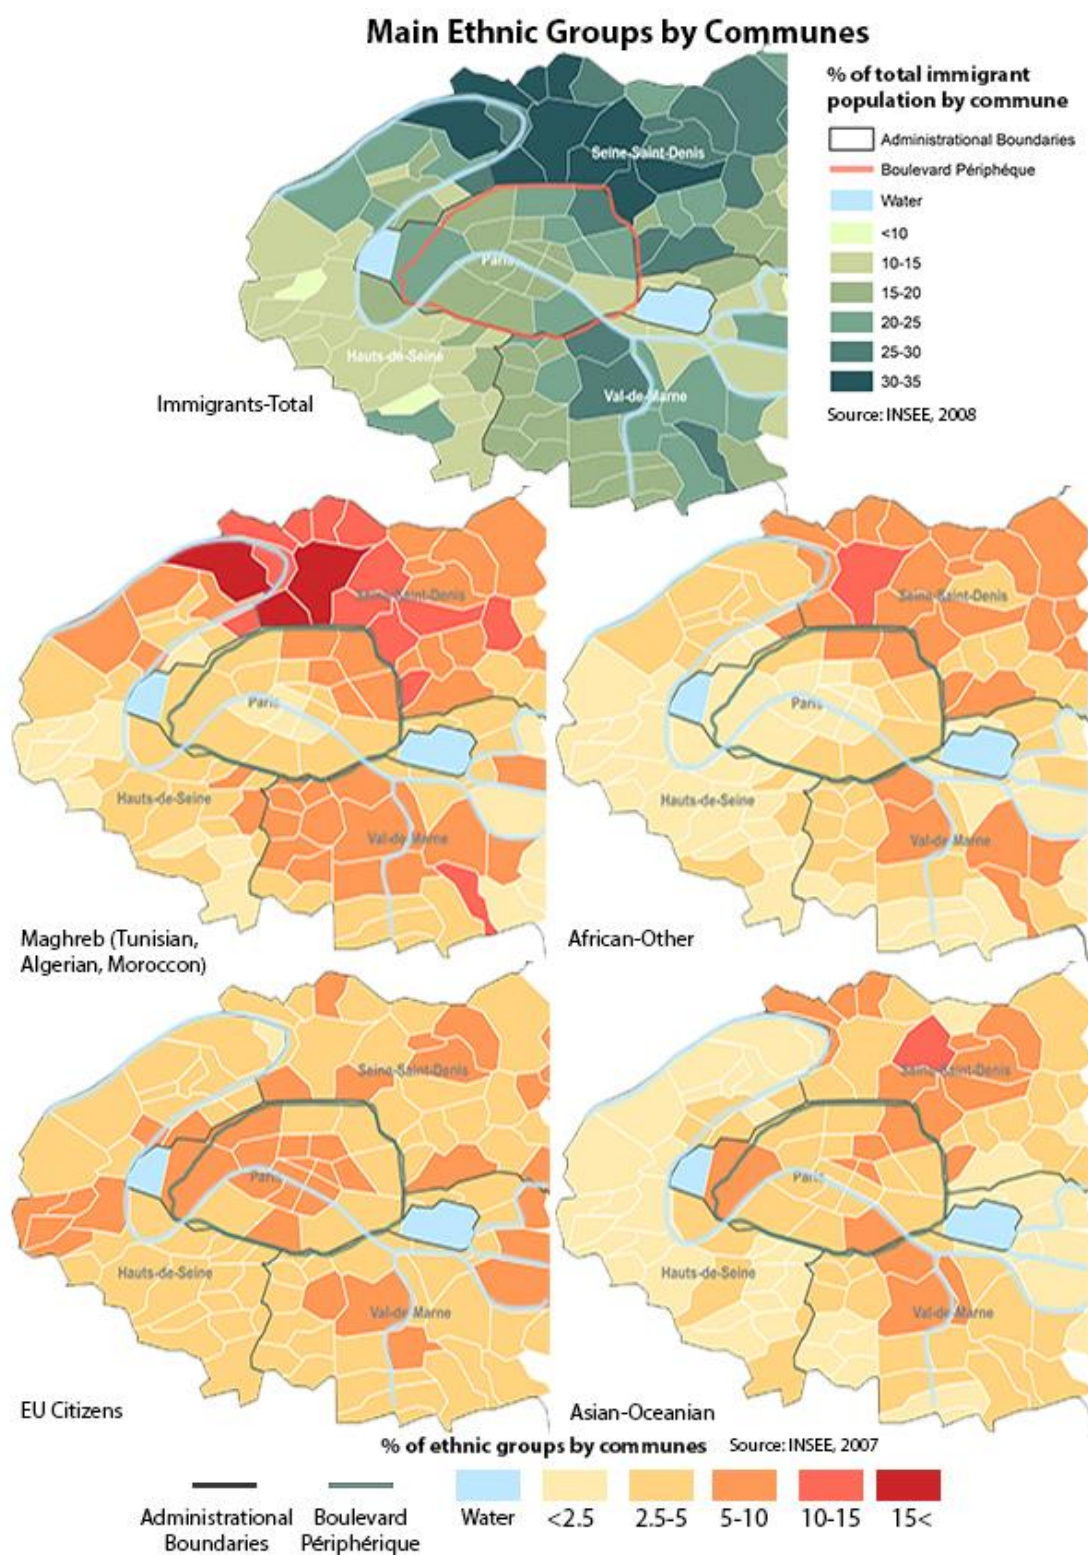 Main Ethnic Groups by Communes
% of total immigrant
population by commune
Administrational Boundaries
Boulevard Périphéque
Water
<10
10-15
15-20
20-25
25-30
30-35
Source: INSEE, 2008
Seine-Saint-Denis
Paris
Hauts-de-Seine
Val-de-Marne
Immigrants-Total
Seine-Saint-Denis
Paris
Hauts-de-Seine
Val-de-Marne
Maghreb (Tunisian,
Algerian, Moroccon)
Seine-Saint-Denis
Paris
Hauts-de-Seine
Val-de-Marne
African-Other
Seine-Saint-Denis
Paris
Hauts-de-Seine
Val-de-Marne
EU Citizens
Seine-Saint-Denis
Paris
Hauts-de-Seine
Val-de-Marne
Asian-Oceanian
% of ethnic groups by communes
Source: INSEE, 2007
Administrational
Boundaries
Boulevard
Périphérique
Water
<2.5
2.5-5
5-10
10-15
15<